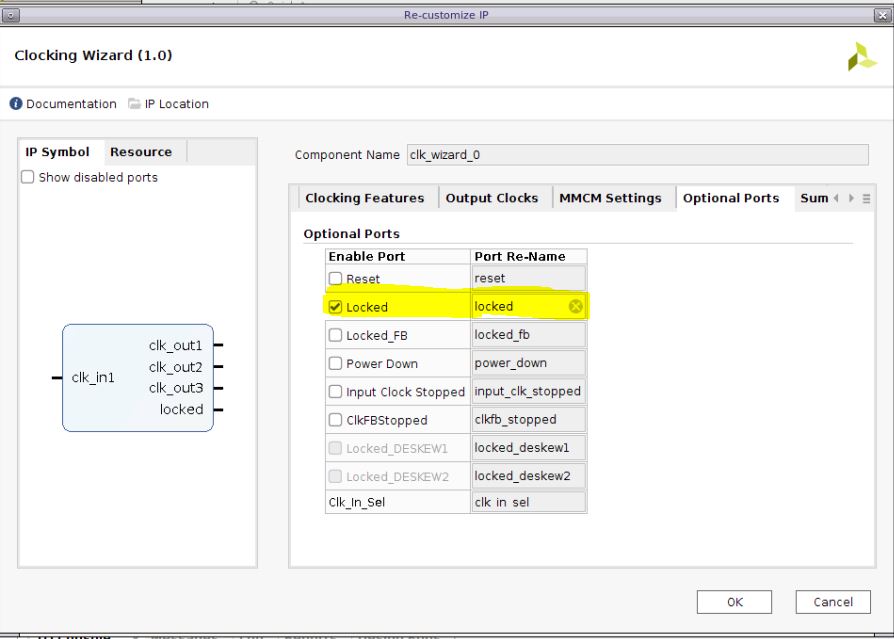 Re-customize IP
Clocking Wizard (1.0)
Documentation IP Location
IP Symbol Resource
Show disabled ports
clk_in1
clk_out1
clk_out2
clk_out3
locked
Component Name clk_wizard_0
Clocking Features Output Clocks MMCM Settings Optional Ports Sum
Optional Ports
Enable Port Port Re-Name
Reset reset
Locked locked
Locked_FB locked_fb
Power Down power_down
Input Clock Stopped input_clk_stopped
ClkFBStopped clkfb_stopped
Locked_DESKEW1 locked_deskew1
Locked_DESKEW2 locked_deskew2
Clk_In_Sel clk in sel
OK Cancel